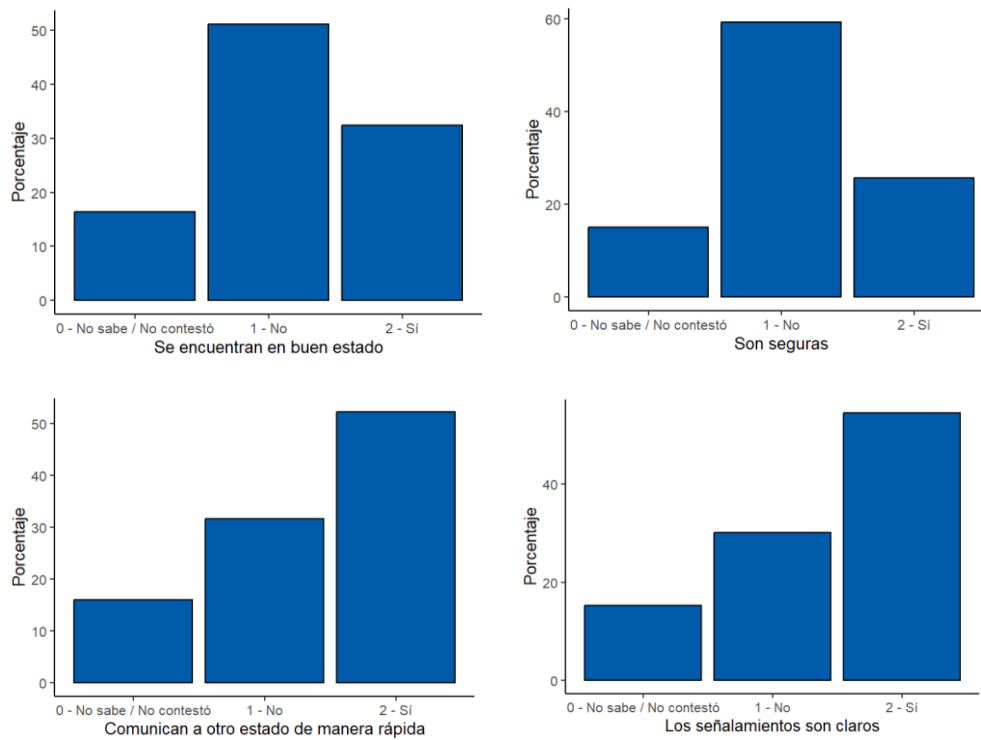 Porcentaje
50
40
30
20
10
0
0 - No sabe / No contestó 1 - No 2 - Sí
Se encuentran en buen estado
Porcentaje
60
40
20
0
0 - No sabe / No contestó 1 - No 2 - Sí
Son seguras
Porcentaje
50
40
30
20
10
0
0 - No sabe / No contestó 1 - No 2 - Sí
Comunican a otro estado de manera rápida
Porcentaje
40
20
0
0 - No sabe / No contestó 1 - No 2 - Sí
Los señalamientos son claros